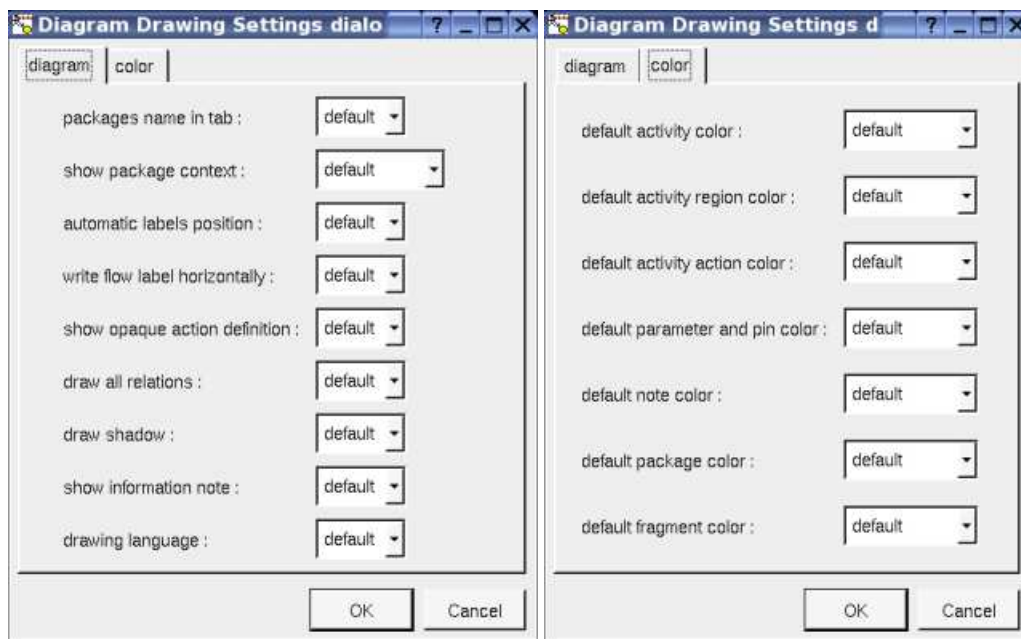 Diagram Drawing Settings dialo
diagram color
packages name in tab : default
show package context : default
automatic labels position : default
write flow label horizontally : default
show opaque action definition : default
draw all relations : default
draw shadow : default
show information note : default
drawing language : default
OK Cancel
Diagram Drawing Settings d
diagram color
default activity color : default
default activity region color : default
default activity action color : default
default parameter and pin color : default
default note color : default
default package color : default
default fragment color : default
OK Cancel